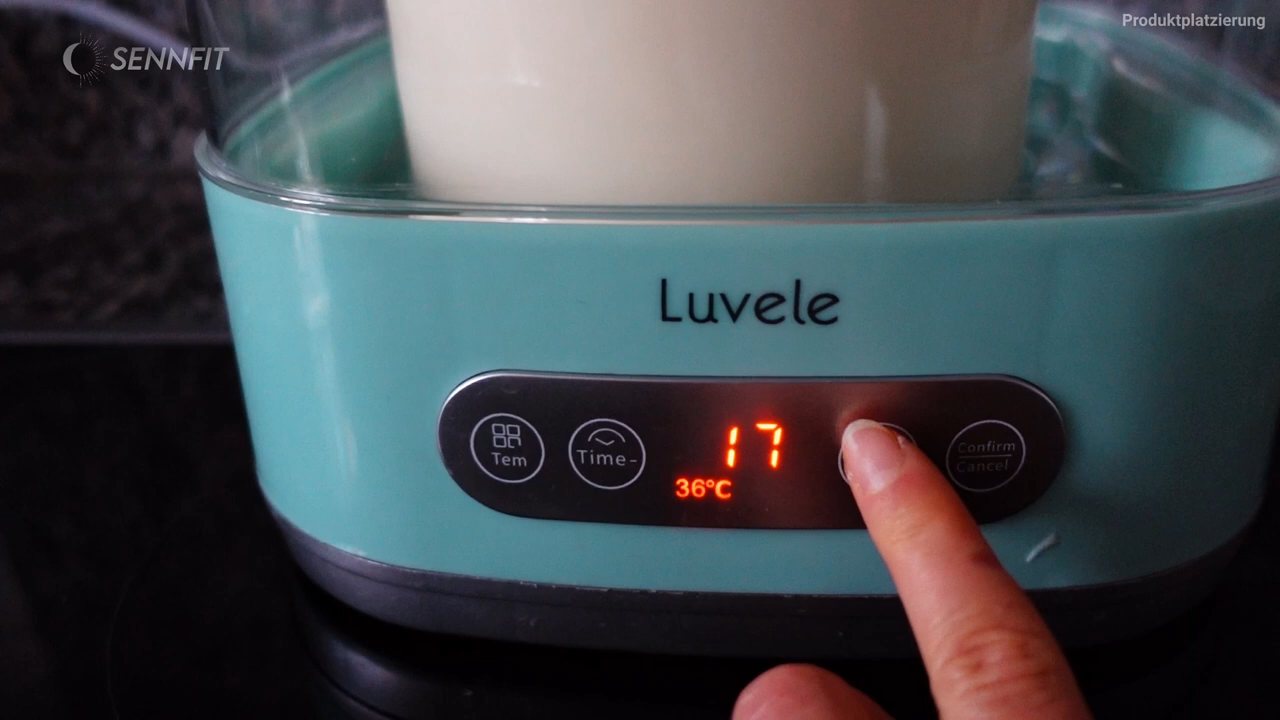 Produktplatzierung
SENNFIT
Luvele
Tem
Time-
17
36°C
Confirm
Cancel